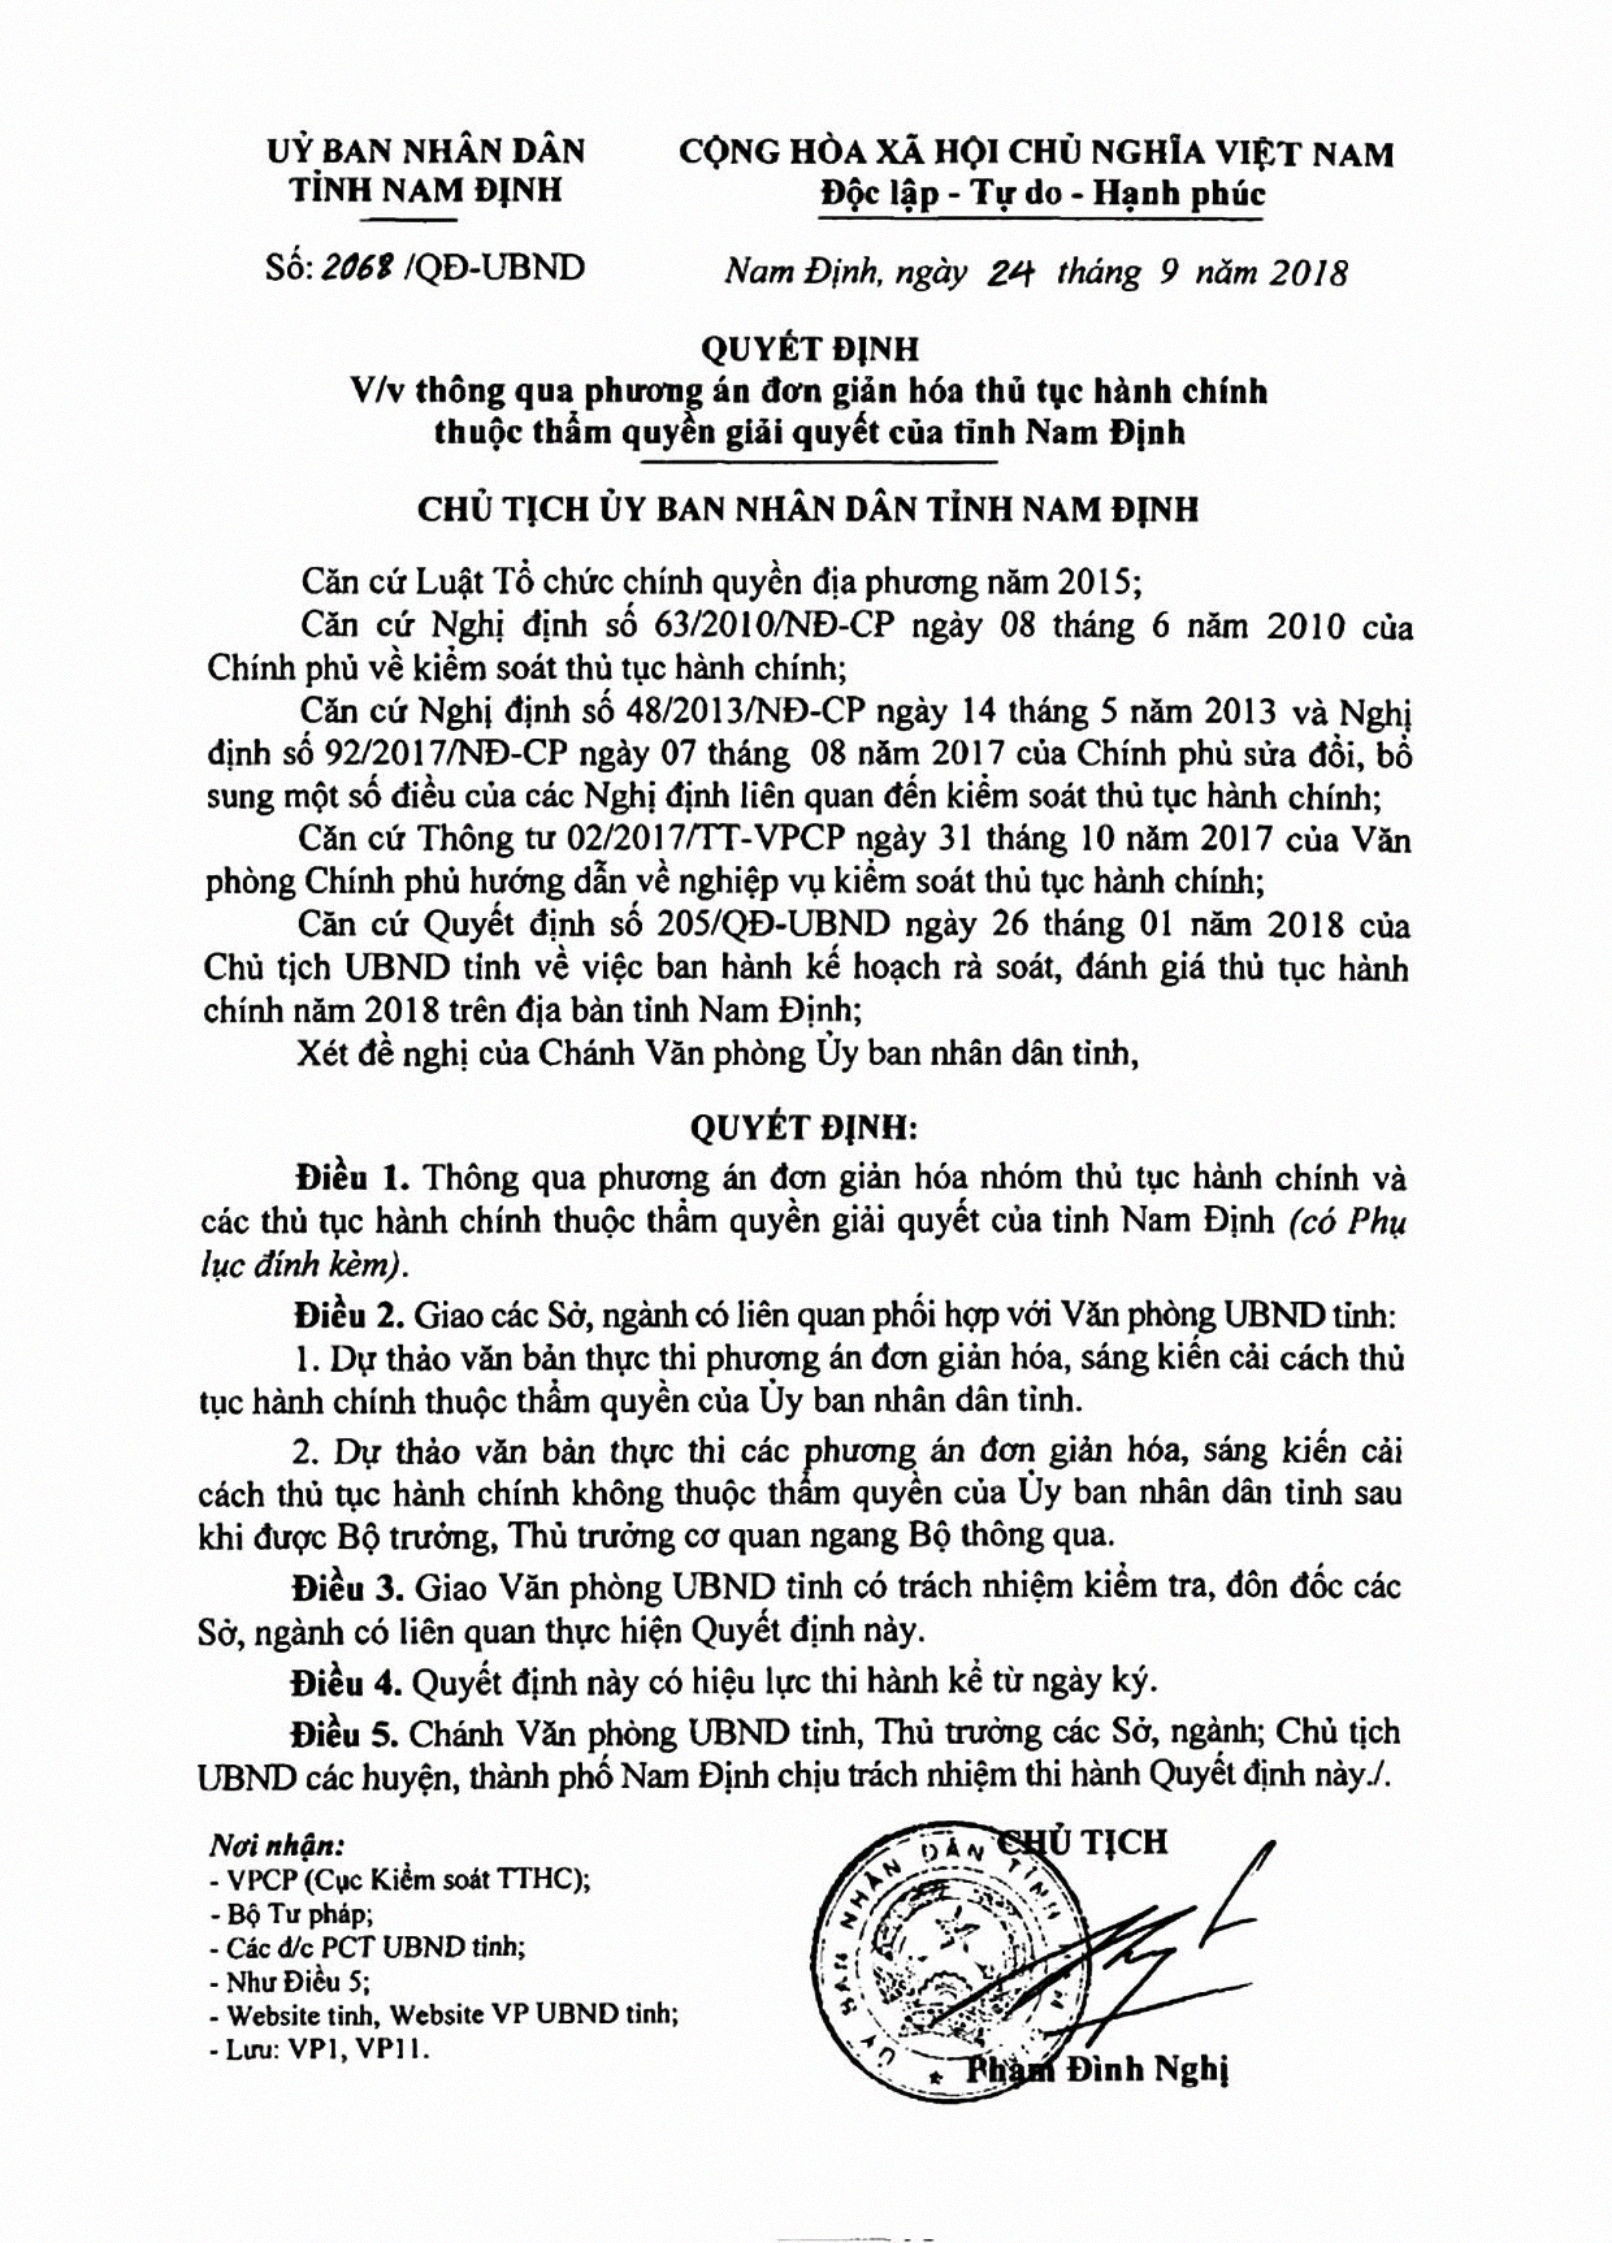 UỶ BAN NHÂN DÂN
TỈNH NAM ĐỊNH
CỘNG HÒA XÃ HỘI CHỦ NGHĨA VIỆT NAM
Độc lập - Tự do - Hạnh phúc
Số: 2068 /QĐ-UBND
Nam Định, ngày 24 tháng 9 năm 2018
QUYẾT ĐỊNH
V/v thông qua phương án đơn giản hóa thủ tục hành chính
thuộc thẩm quyền giải quyết của tỉnh Nam Định
CHỦ TỊCH ỦY BAN NHÂN DÂN TỈNH NAM ĐỊNH
Căn cứ Luật Tổ chức chính quyền địa phương năm 2015;
Căn cứ Nghị định số 63/2010/NĐ-CP ngày 08 tháng 6 năm 2010 của
Chính phủ về kiểm soát thủ tục hành chính;
Căn cứ Nghị định số 48/2013/NĐ-CP ngày 14 tháng 5 năm 2013 và Nghị
định số 92/2017/NĐ-CP ngày 07 tháng 08 năm 2017 của Chính phủ sửa đổi, bổ
sung một số điều của các Nghị định liên quan đến kiểm soát thủ tục hành chính;
Căn cứ Thông tư 02/2017/TT-VPCP ngày 31 tháng 10 năm 2017 của Văn
phòng Chính phủ hướng dẫn về nghiệp vụ kiểm soát thủ tục hành chính;
Căn cứ Quyết định số 205/QĐ-UBND ngày 26 tháng 01 năm 2018 của
Chủ tịch UBND tỉnh về việc ban hành kế hoạch rà soát, đánh giá thủ tục hành
chính năm 2018 trên địa bàn tỉnh Nam Định;
Xét đề nghị của Chánh Văn phòng Ủy ban nhân dân tỉnh,
QUYẾT ĐỊNH:
Điều 1. Thông qua phương án đơn giản hóa nhóm thủ tục hành chính và
các thủ tục hành chính thuộc thẩm quyền giải quyết của tỉnh Nam Định (có Phụ
lục đính kèm).
Điều 2. Giao các Sở, ngành có liên quan phối hợp với Văn phòng UBND tỉnh:
1. Dự thảo văn bản thực thi phương án đơn giản hóa, sáng kiến cải cách thủ
tục hành chính thuộc thẩm quyền của Ủy ban nhân dân tỉnh.
2. Dự thảo văn bản thực thi các phương án đơn giản hóa, sáng kiến cải
cách thủ tục hành chính không thuộc thẩm quyền của Ủy ban nhân dân tỉnh sau
khi được Bộ trưởng, Thủ trưởng cơ quan ngang Bộ thông qua.
Điều 3. Giao Văn phòng UBND tỉnh có trách nhiệm kiểm tra, đôn đốc các
Sở, ngành có liên quan thực hiện Quyết định này.
Điều 4. Quyết định này có hiệu lực thi hành kể từ ngày ký.
Điều 5. Chánh Văn phòng UBND tỉnh, Thủ trưởng các Sở, ngành; Chủ tịch
UBND các huyện, thành phố Nam Định chịu trách nhiệm thi hành Quyết định này./.
Nơi nhận:
- VPCP (Cục Kiểm soát TTHC);
- Bộ Tư pháp;
- Các đ/c PCT UBND tỉnh;
- Như Điều 5;
- Website tỉnh, Website VP UBND tỉnh;
- Lưu: VP1, VP11.
CHỦ TỊCH
ỦY BAN NHÂN DÂN TỈNH
Phạm Đình Nghị